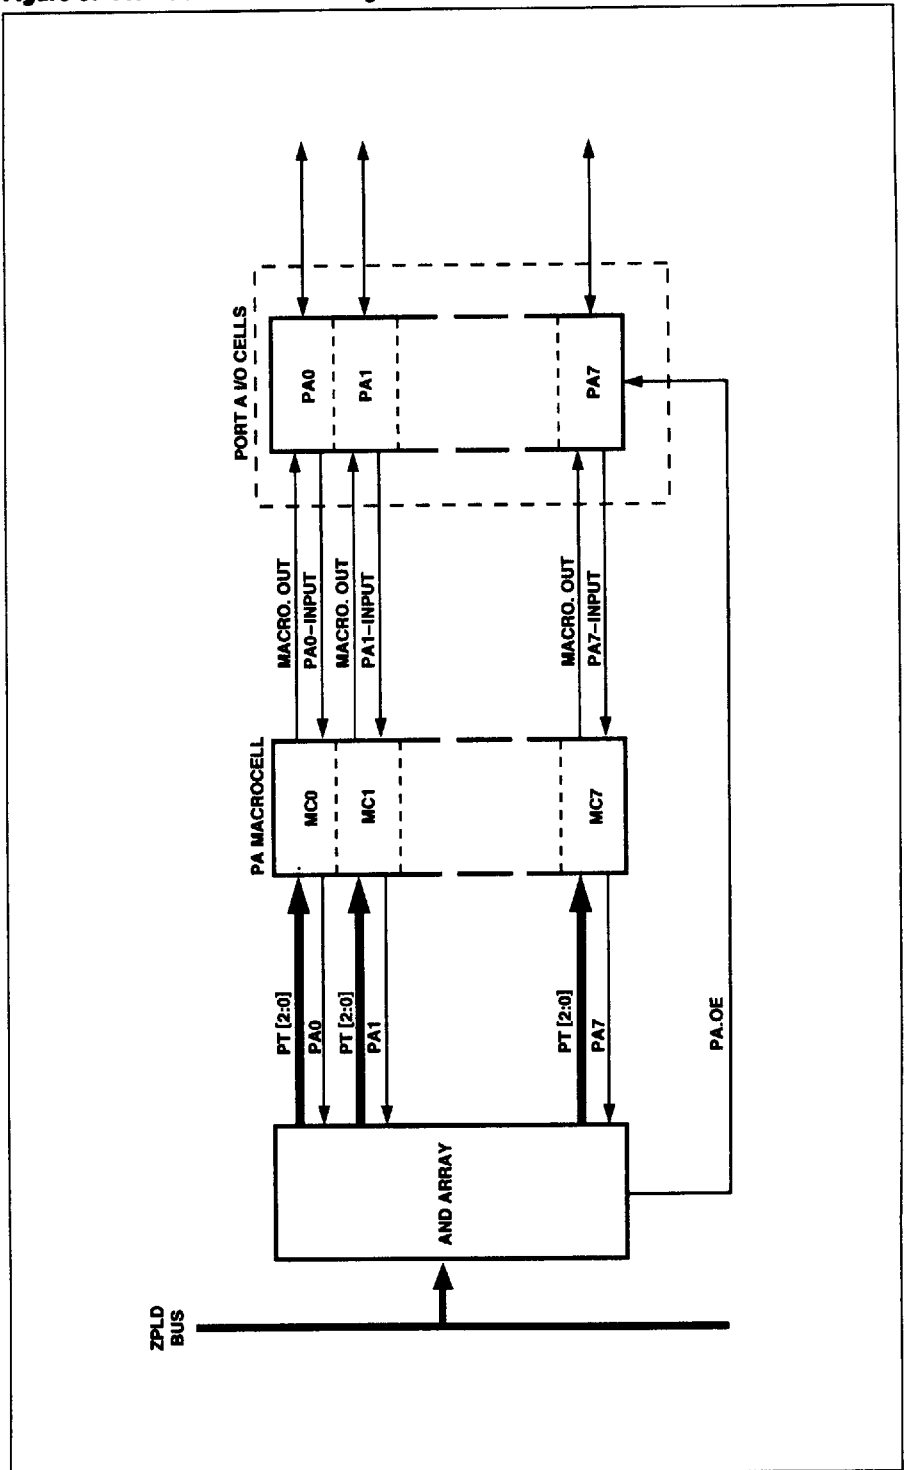 PORT A I/O CELLS
PA0
PA1
PA7
MACRO. OUT
PA0–INPUT
MACRO. OUT
PA1–INPUT
MACRO. OUT
PA7–INPUT
PA MACROCELL
MC0
MC1
MC7
PT [2:0]
PA0
PT [2:0]
PA1
PT [2:0]
PA7
PA.OE
AND ARRAY
ZPLD
BUS